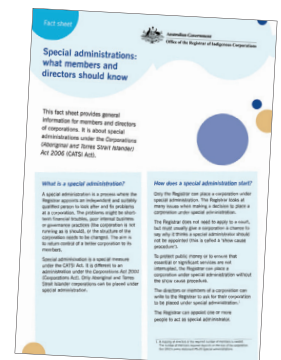 Fact sheet
Australian Government
Office of the Registrar of Indigenous Corporations
Special administrations:
what members and
directors should know
This fact sheet provides general
information for members and directors
of corporations. It is about special
administrations under the Corporations
(Aboriginal and Torres Strait Islander)
Act 2006 (CATSI Act).
What is a special administration?
A special administration is a process where the
Registrar appoints an independent and suitably
qualified person to look after and fix problems
at a corporation. The problems might be short-
term financial troubles, poor internal business
or governance practices (the corporation is not
running as it should), or the structure of the
corporation needs to be changed. The aim is
to return control of a better corporation to its
members.
Special administration is a special measure
under the CATSI Act. It is different to an
administration under the Corporations Act 2001
(Corporations Act). Only Aboriginal and Torres
Strait Islander corporations can be placed under
special administration.
How does a special administration start?
Only the Registrar can place a corporation under
special administration. The Registrar looks at
many issues when making a decision to place a
corporation under special administration.
The Registrar does not need to apply to a court,
but must usually give a corporation a chance to
say why it thinks a special administrator should
not be appointed (this is called a 'show cause
procedure').
To protect public money or to ensure that
essential or significant services are not
interrupted, the Registrar can place a
corporation under special administration without
the show cause procedure.
The directors or members of a corporation can
write to the Registrar to ask for their corporation
to be placed under special administration.
The Registrar can appoint one or more
people to act as special administrator.